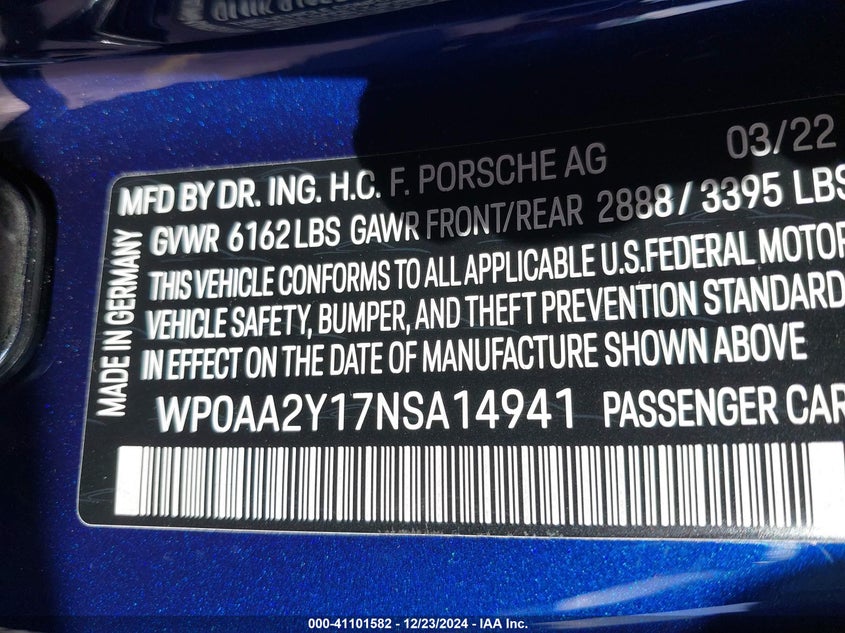 MFD BY DR. ING. H.C. F. PORSCHE AG 03/22
GVWR 6162 LBS GAWR FRONT/REAR 2888 / 3395 LBS
THIS VEHICLE CONFORMS TO ALL APPLICABLE U.S. FEDERAL MOTOR
VEHICLE SAFETY, BUMPER, AND THEFT PREVENTION STANDARD
IN EFFECT ON THE DATE OF MANUFACTURE SHOWN ABOVE
WP0AA2Y17NSA14941 PASSENGER CAR
MADE IN GERMANY
000-41101582 - 12/23/2024 - IAA Inc.